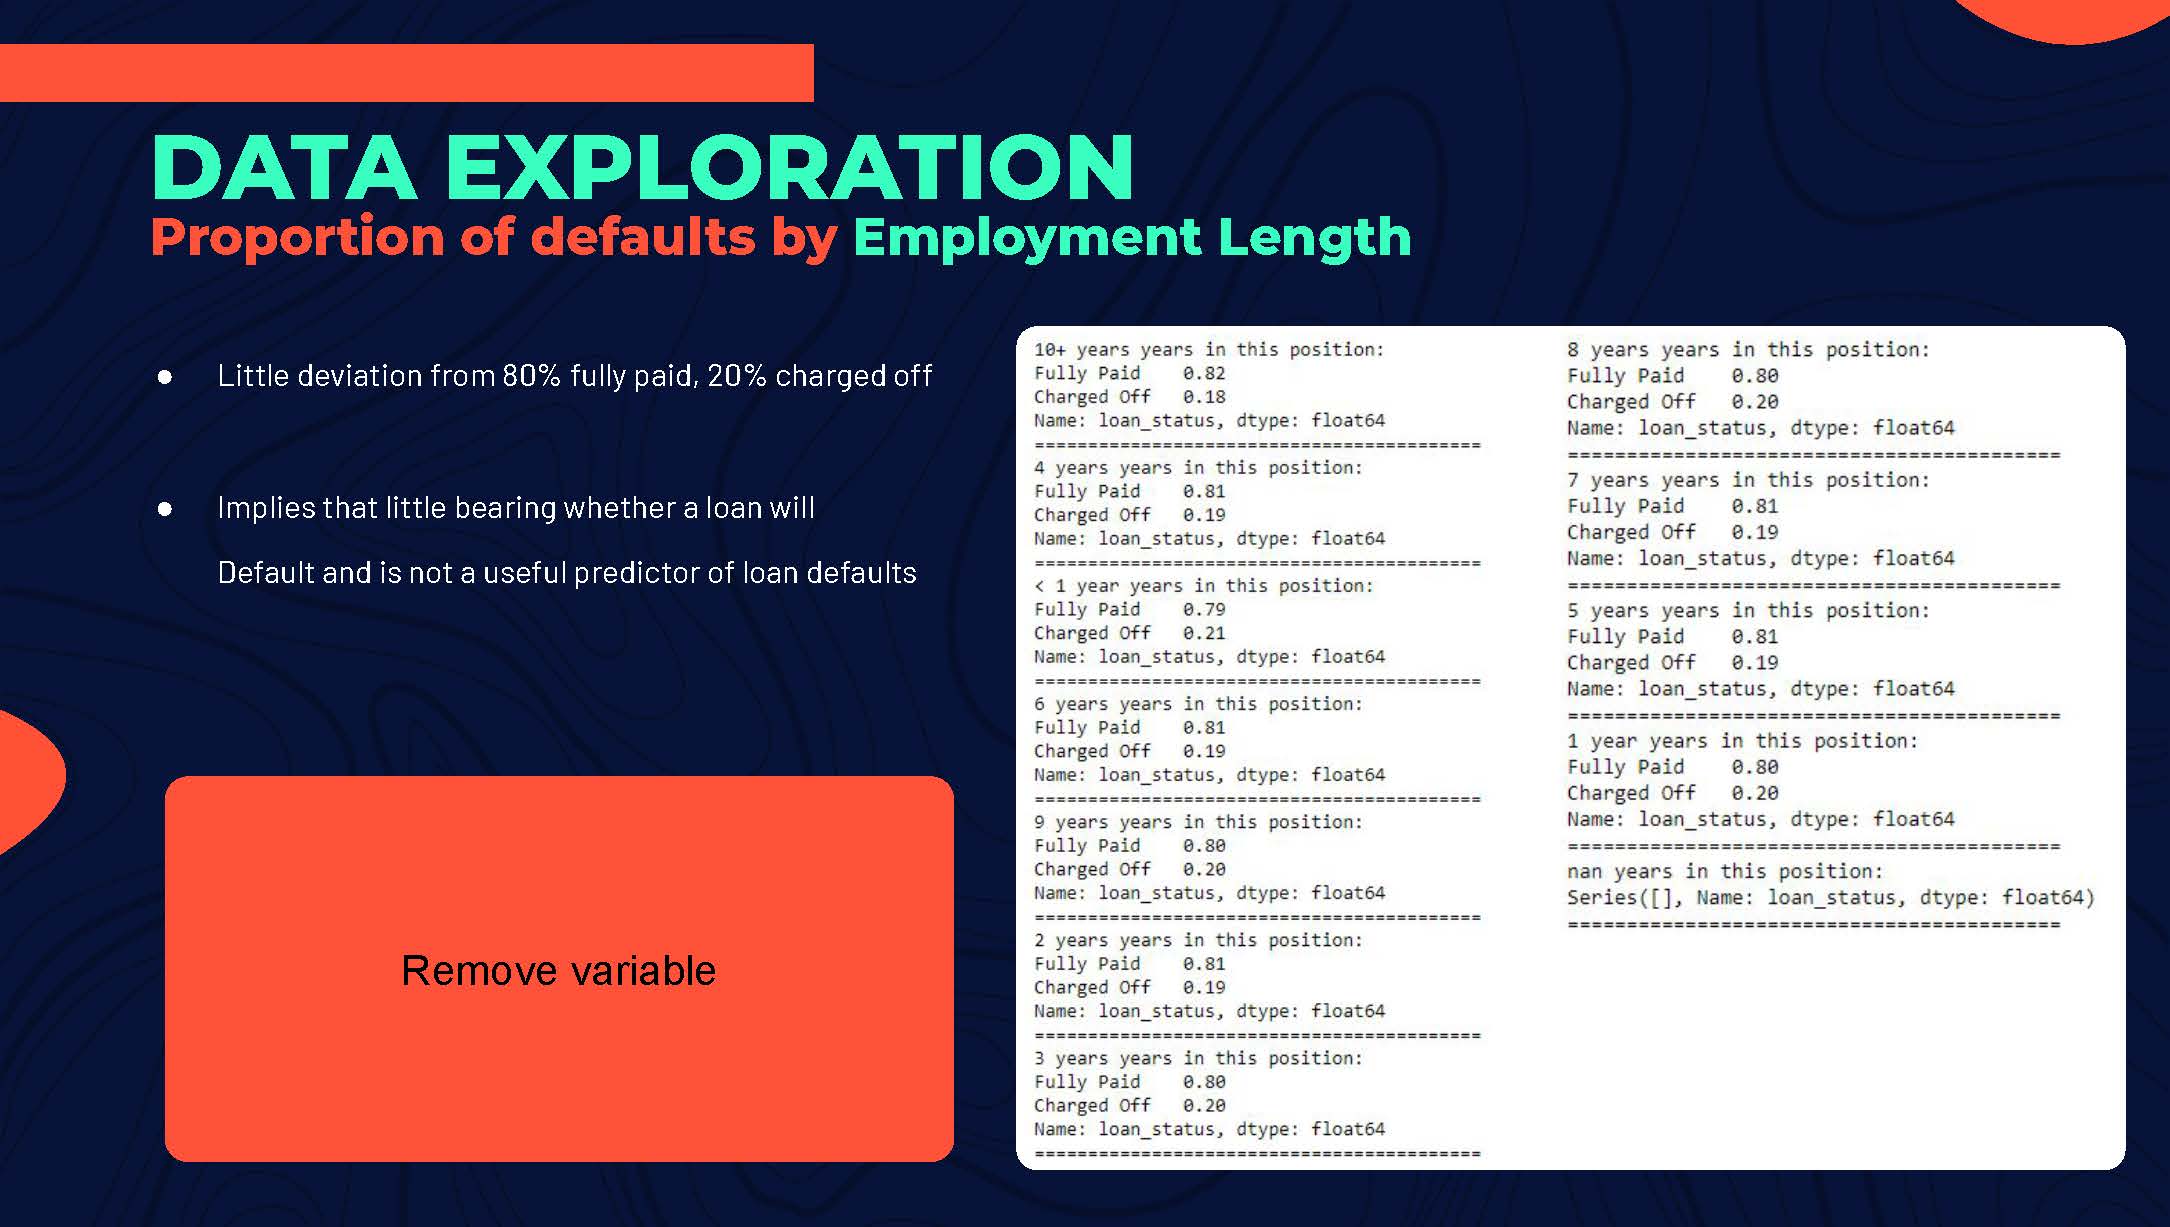 DATA EXPLORATION
Proportion of defaults by Employment Length
● Little deviation from 80% fully paid, 20% charged off
● Implies that little bearing whether a loan will
Default and is not a useful predictor of loan defaults
Remove variable
10+ years years in this position:
Fully Paid    0.82
Charged Off   0.18
Name: loan_status, dtype: float64
==========================================
4 years years in this position:
Fully Paid    0.81
Charged Off   0.19
Name: loan_status, dtype: float64
==========================================
< 1 year years in this position:
Fully Paid    0.79
Charged Off   0.21
Name: loan_status, dtype: float64
==========================================
6 years years in this position:
Fully Paid    0.81
Charged Off   0.19
Name: loan_status, dtype: float64
==========================================
9 years years in this position:
Fully Paid    0.80
Charged Off   0.20
Name: loan_status, dtype: float64
==========================================
2 years years in this position:
Fully Paid    0.81
Charged Off   0.19
Name: loan_status, dtype: float64
==========================================
3 years years in this position:
Fully Paid    0.80
Charged Off   0.20
Name: loan_status, dtype: float64
==========================================
8 years years in this position:
Fully Paid    0.80
Charged Off   0.20
Name: loan_status, dtype: float64
==========================================
7 years years in this position:
Fully Paid    0.81
Charged Off   0.19
Name: loan_status, dtype: float64
==========================================
5 years years in this position:
Fully Paid    0.81
Charged Off   0.19
Name: loan_status, dtype: float64
==========================================
1 year years in this position:
Fully Paid    0.80
Charged Off   0.20
Name: loan_status, dtype: float64
==========================================
nan years in this position:
Series([], Name: loan_status, dtype: float64)
==========================================